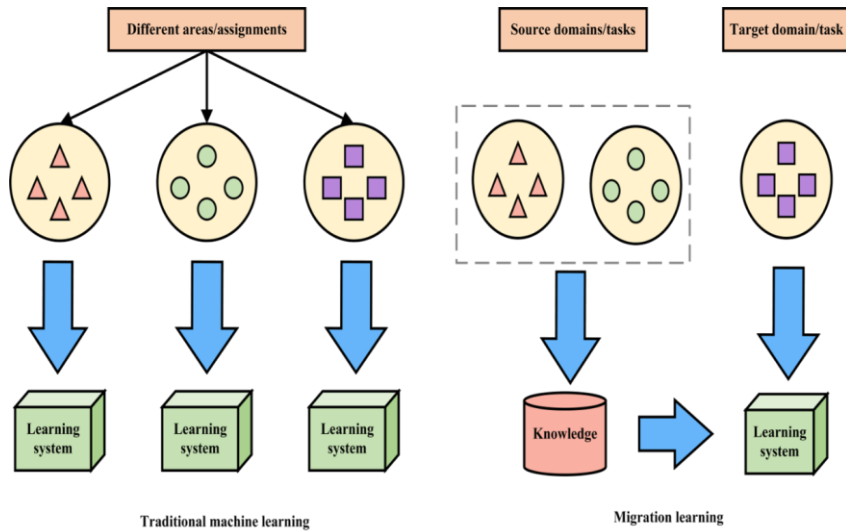 Different areas/assignments
Source domains/tasks
Target domain/task
Learning
system
Learning
system
Learning
system
Knowledge
Learning
system
Traditional machine learning
Migration learning